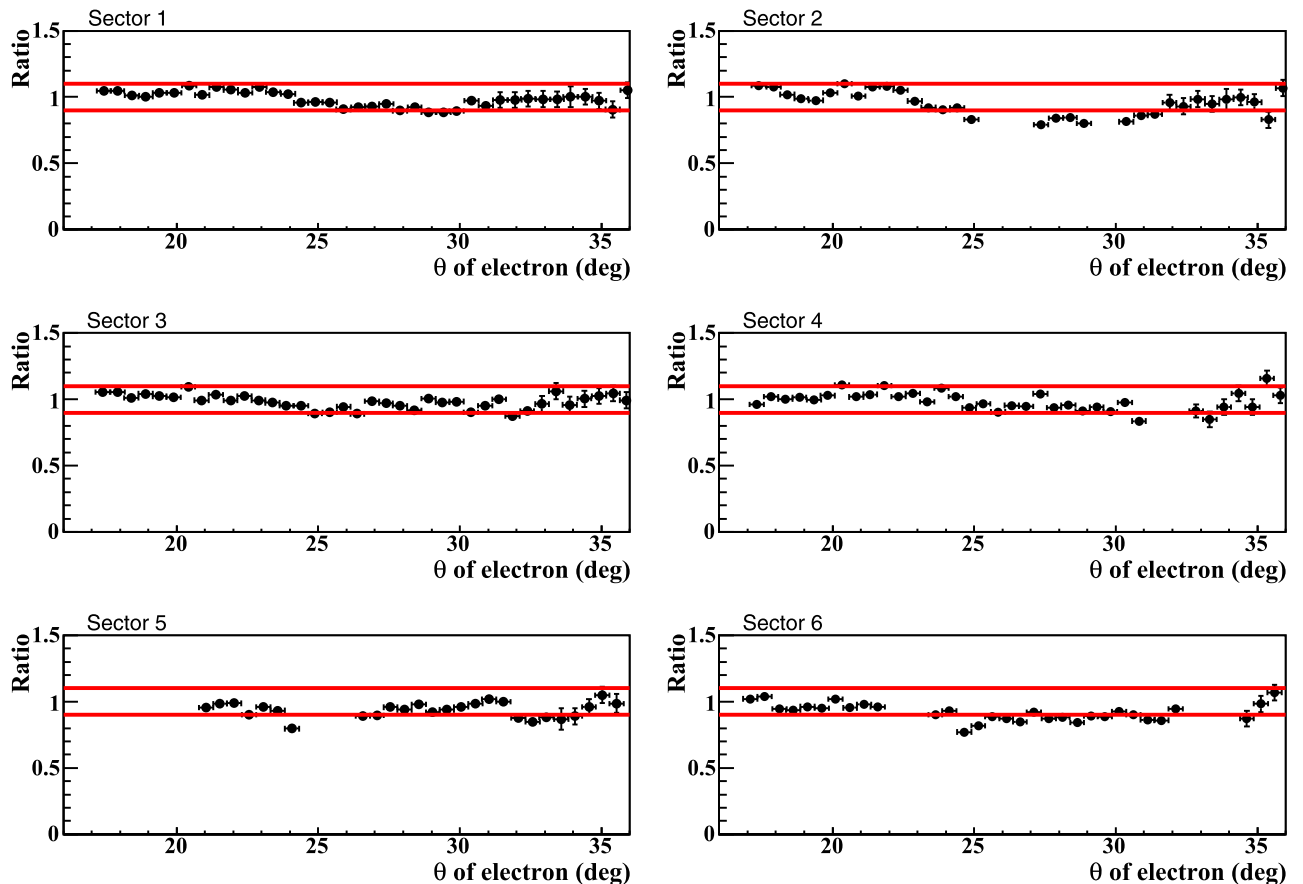 Sector 1
Ratio
1.5
1
0.5
0
20 25 30 35
θ of electron (deg)
Sector 2
Ratio
1.5
1
0.5
0
20 25 30 35
θ of electron (deg)
Sector 3
Ratio
1.5
1
0.5
0
20 25 30 35
θ of electron (deg)
Sector 4
Ratio
1.5
1
0.5
0
20 25 30 35
θ of electron (deg)
Sector 5
Ratio
1.5
1
0.5
0
20 25 30 35
θ of electron (deg)
Sector 6
Ratio
1.5
1
0.5
0
20 25 30 35
θ of electron (deg)